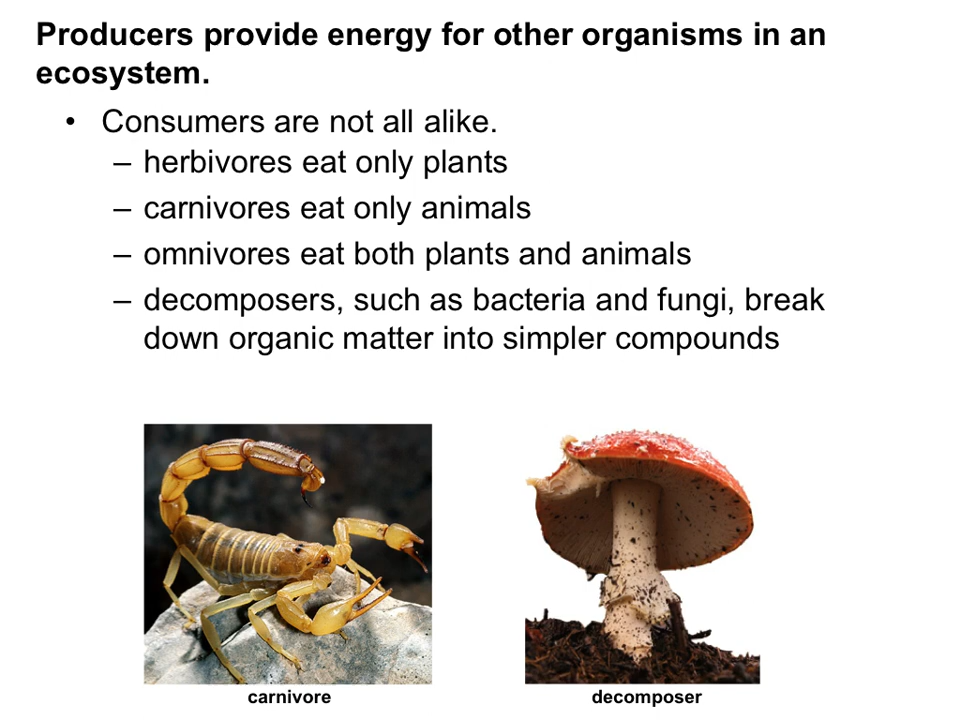 Producers provide energy for other organisms in an
ecosystem.
• Consumers are not all alike.
– herbivores eat only plants
– carnivores eat only animals
– omnivores eat both plants and animals
– decomposers, such as bacteria and fungi, break
down organic matter into simpler compounds
carnivore
decomposer